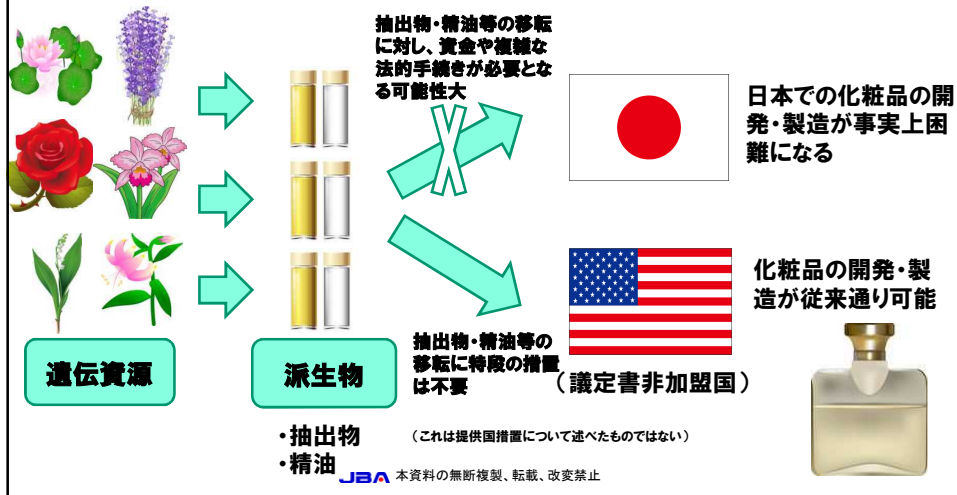 抽出物・精油等の移転
に対し、資金や複雑な
法的手続きが必要とな
る可能性大
日本での化粧品の開
発・製造が事実上困
難になる
化粧品の開発・製
造が従来通り可能
抽出物・精油等の
移転に特段の措置
は不要
（議定書非加盟国）
遺伝資源
派生物
・抽出物
・精油
（これは提供国措置について述べたものではない）
JBA 本資料の無断複製、転載、改変禁止